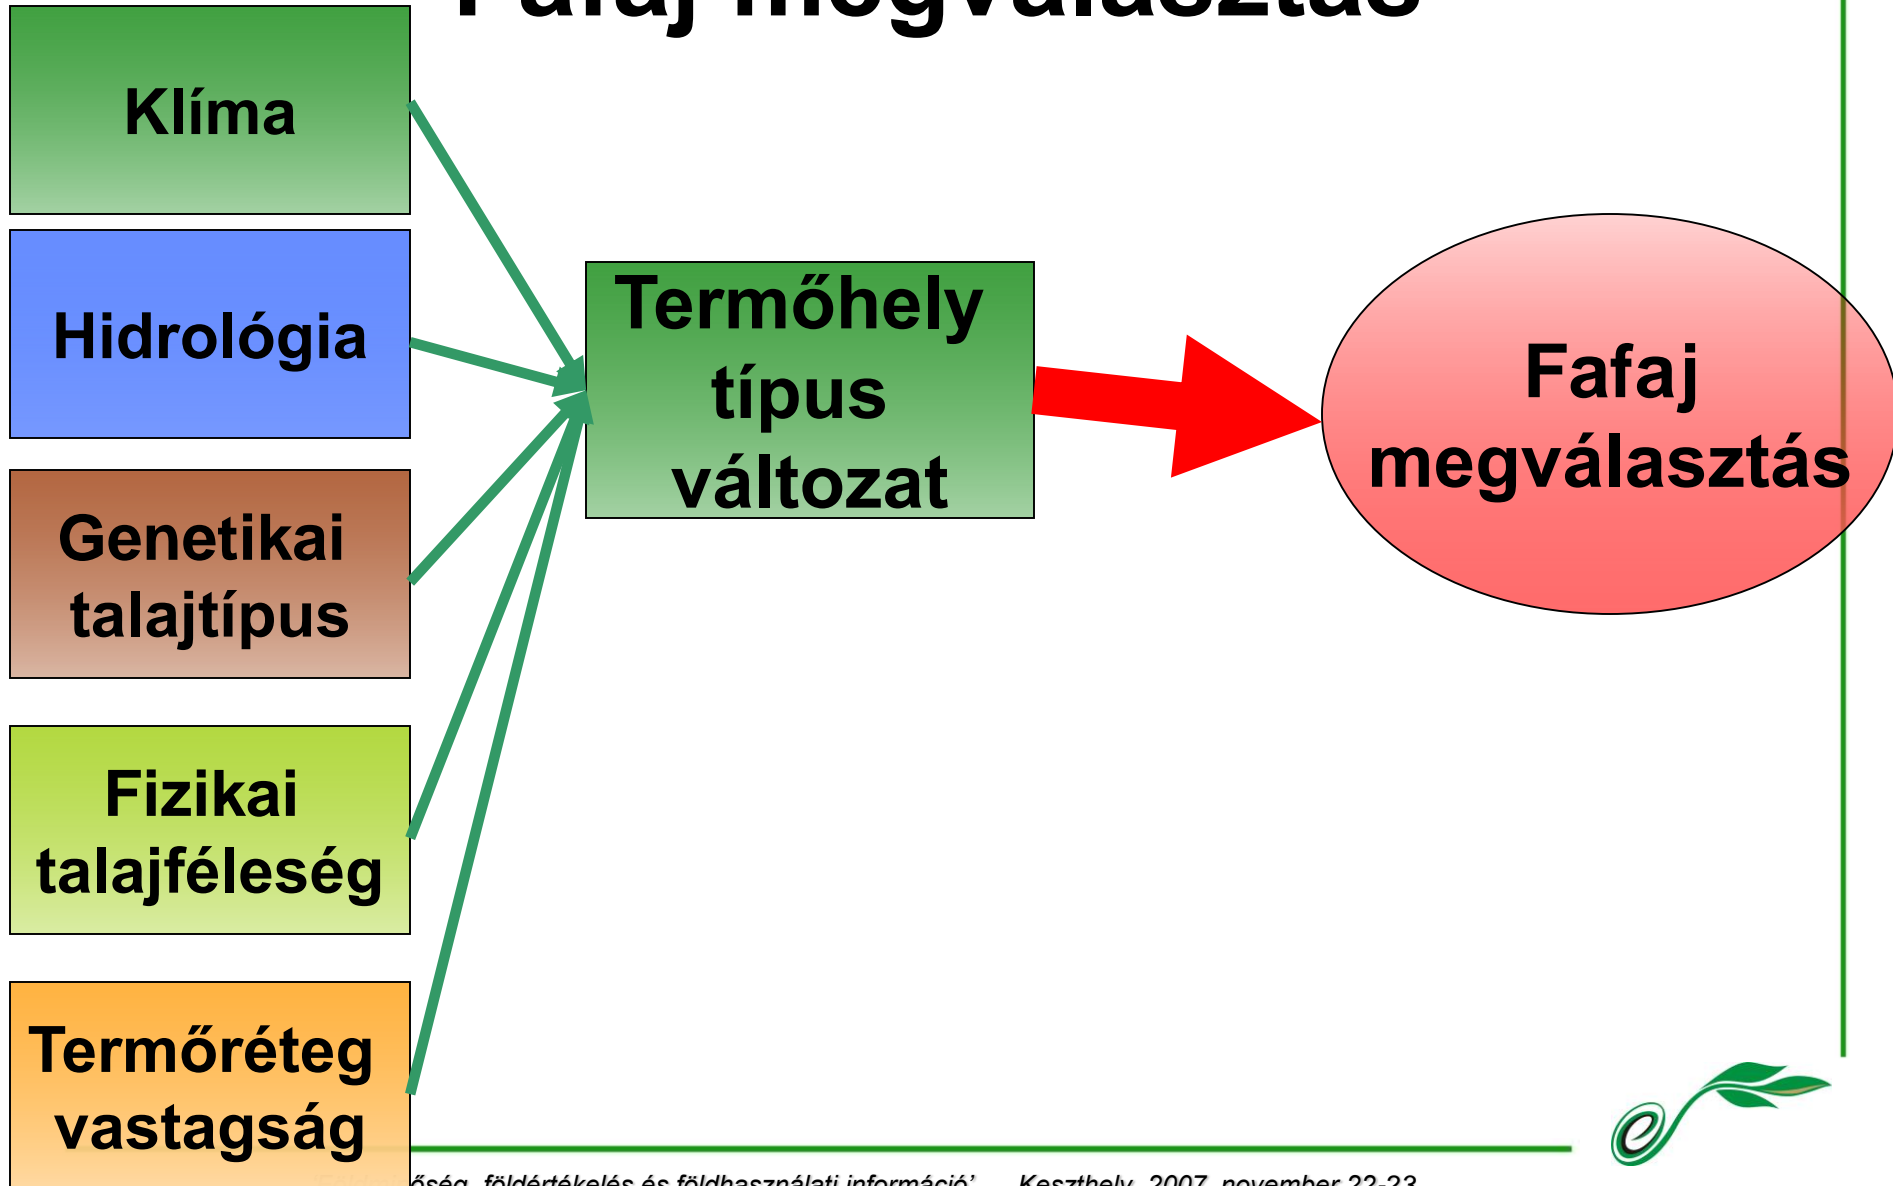 Fafaj megválasztás
Klíma
Hidrológia
Genetikai
talajtípus
Fizikai
talajféleség
Termőréteg
vastagság
Termőhely
típus
változat
Fafaj
megválasztás
földértékelés és földhasználati információ’ Keszthely, 2007. november 22-23.